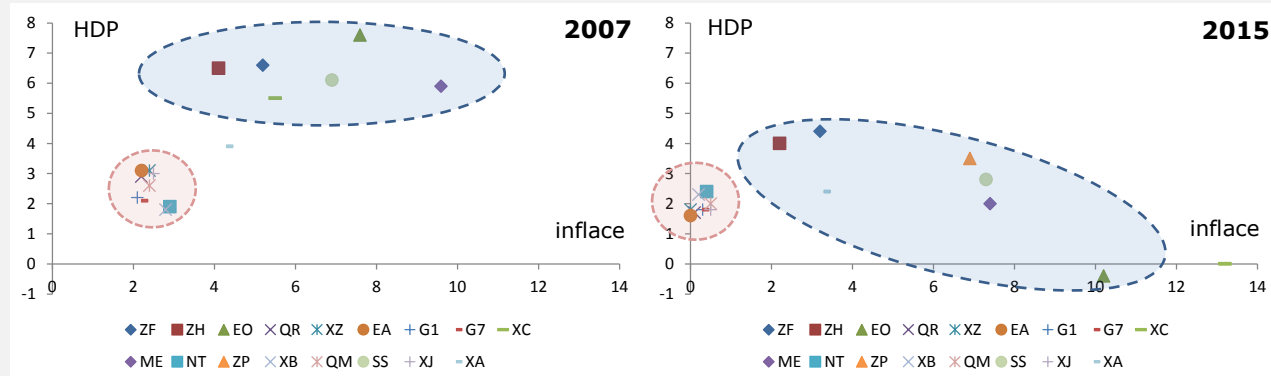 HDP
2007
8
7
6
5
4
3
2
1
0
-1
0 2 4 6 8 10 12 14
inflace
ZF ZH EO QR XZ EA G1 G7 XC
ME NT ZP XB QM SS XJ XA
HDP
2015
8
7
6
5
4
3
2
1
0
-1
0 2 4 6 8 10 12 14
inflace
ZF ZH EO QR XZ EA G1 G7 XC
ME NT ZP XB QM SS XJ XA